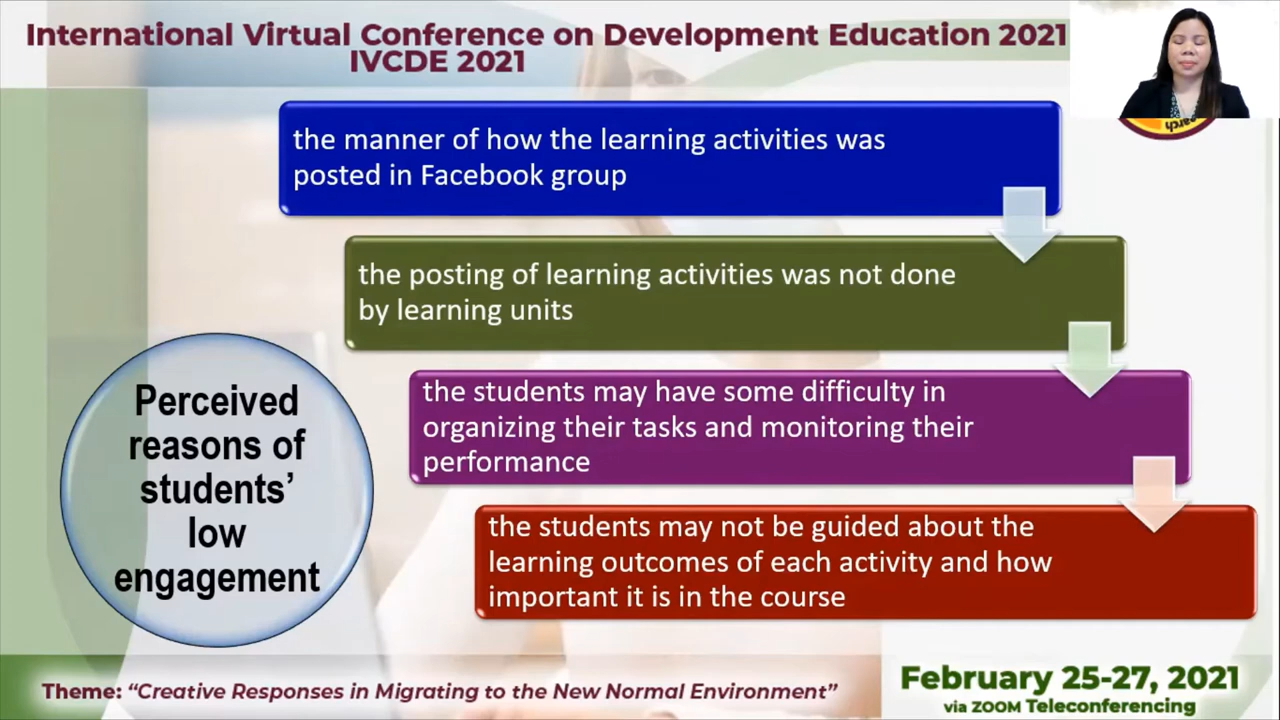 International Virtual Conference on Development Education 2021
IVCDE 2021
the manner of how the learning activities was
posted in Facebook group
the posting of learning activities was not done
by learning units
the students may have some difficulty in
organizing their tasks and monitoring their
performance
the students may not be guided about the
learning outcomes of each activity and how
important it is in the course
Perceived
reasons of
students’
low
engagement
Theme: “Creative Responses in Migrating to the New Normal Environment”
February 25-27, 2021
via ZOOM Teleconferencing